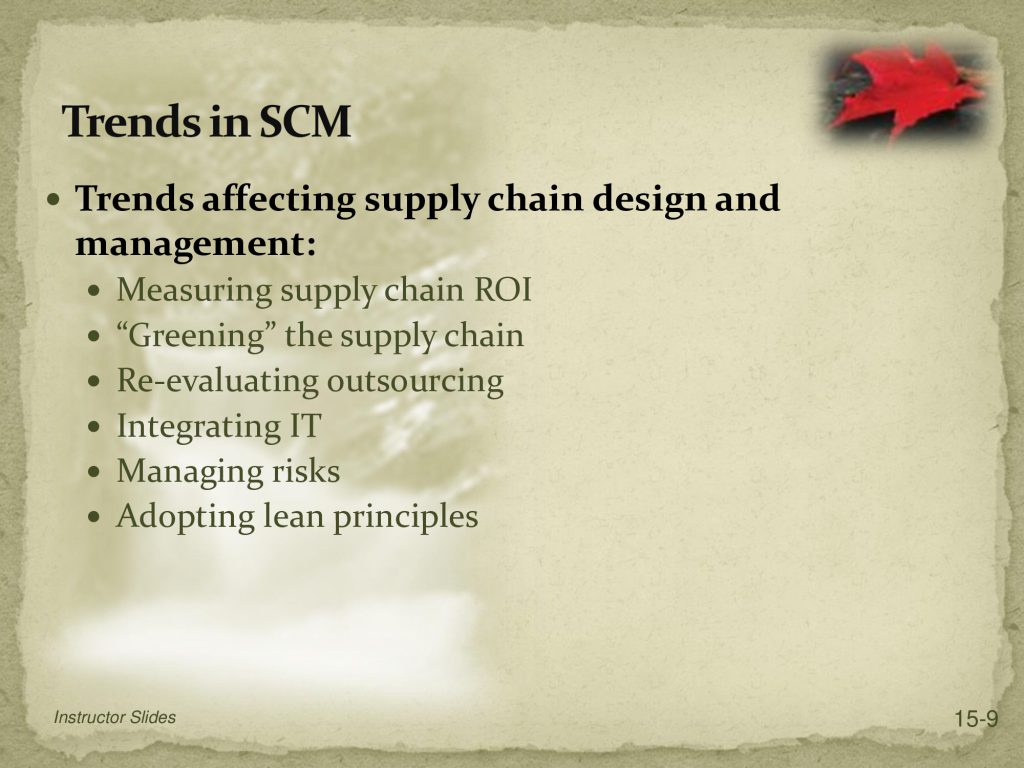 Trends in SCM
• Trends affecting supply chain design and
management:
• Measuring supply chain ROI
• “Greening” the supply chain
• Re-evaluating outsourcing
• Integrating IT
• Managing risks
• Adopting lean principles
Instructor Slides
15-9